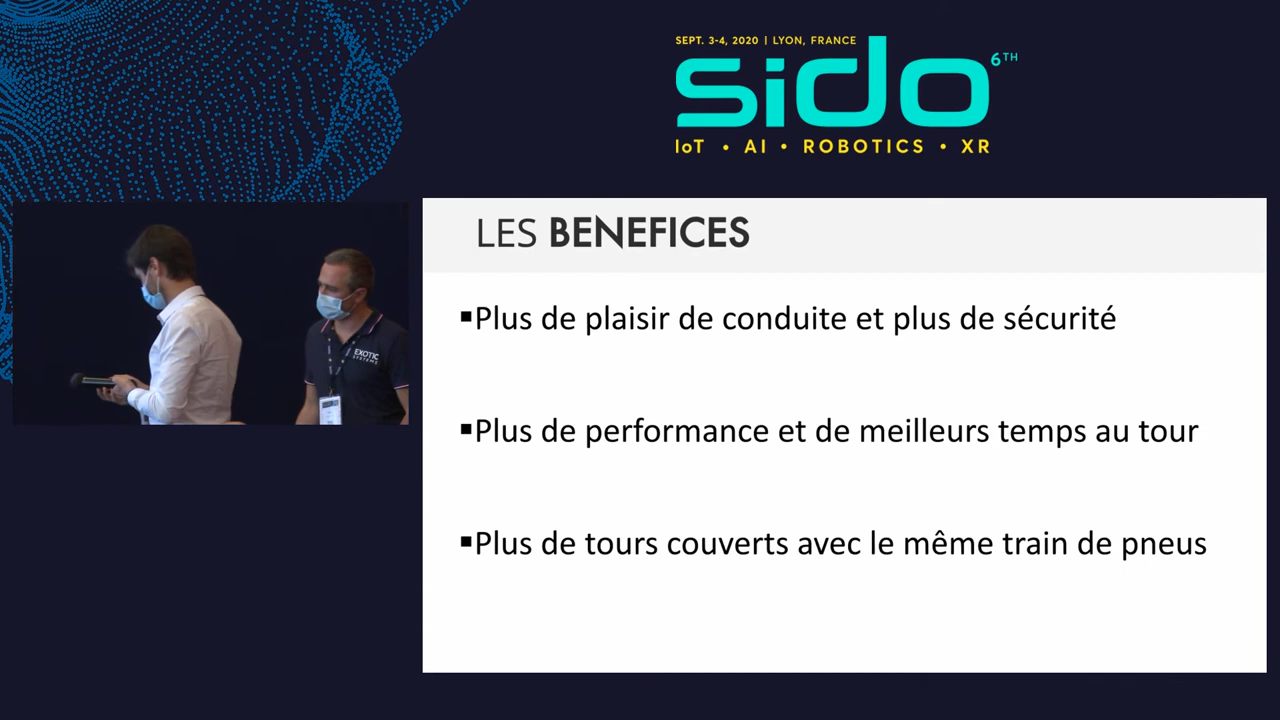 SEPT. 3-4, 2020 | LYON, FRANCE
sido 6TH
IoT • AI • ROBOTICS • XR
LES BENEFICES
▪Plus de plaisir de conduite et plus de sécurité
▪Plus de performance et de meilleurs temps au tour
▪Plus de tours couverts avec le même train de pneus
EXOTIC
SYSTEMS